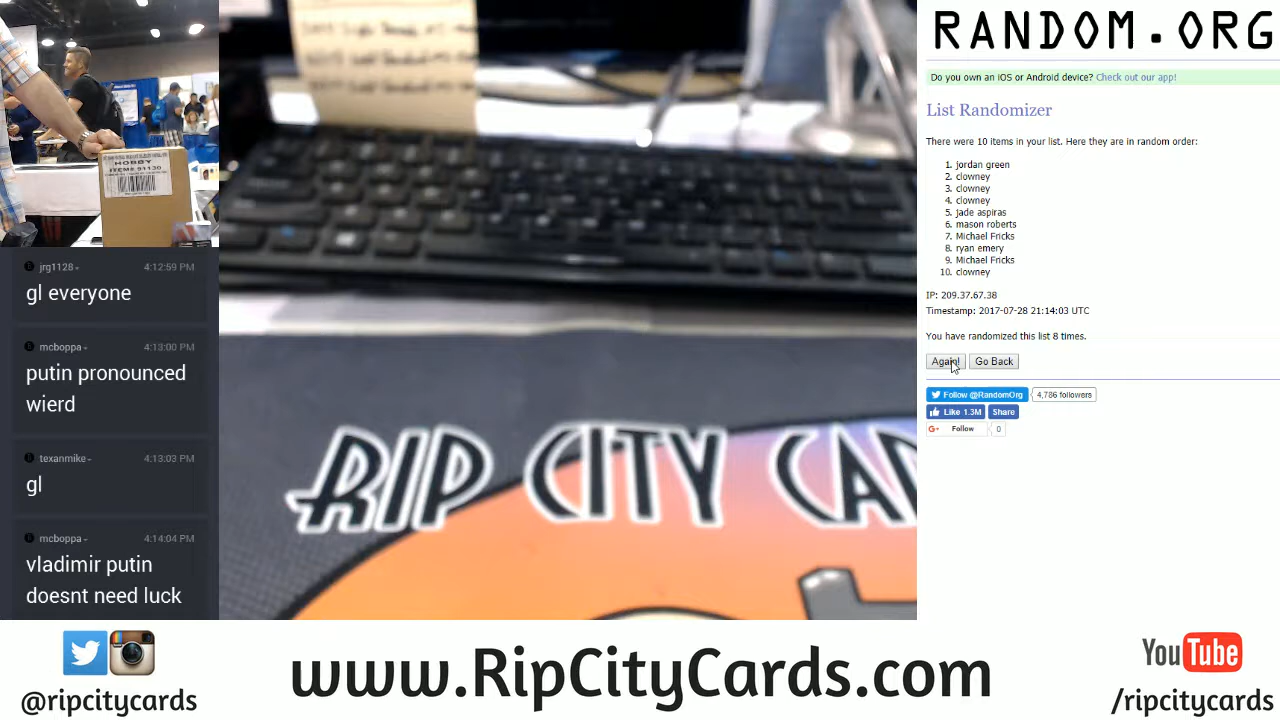 HOBBY
ITEM# 91130
jrg1128 4:12:59 PM
gl everyone
mcboppa 4:13:00 PM
putin pronounced
wierd
texanmike 4:13:03 PM
gl
mcboppa 4:14:04 PM
vladimir putin
doesnt need luck
RIP CITY CAR
RANDOM.ORG
Do you own an iOS or Android device? Check out our app!
List Randomizer
There were 10 items in your list. Here they are in random order:
1. jordan green
2. clowney
3. clowney
4. clowney
5. jade aspiras
6. mason roberts
7. Michael Fricks
8. ryan emery
9. Michael Fricks
10. clowney
IP: 209.37.67.38
Timestamp: 2017-07-28 21:14:03 UTC
You have randomized this list 8 times.
Again! Go Back
Follow @RandomOrg 4,786 followers
Like 1.3M Share
G+ Follow 0
@ripcitycards
www.RipCityCards.com
YouTube
/ripcitycards